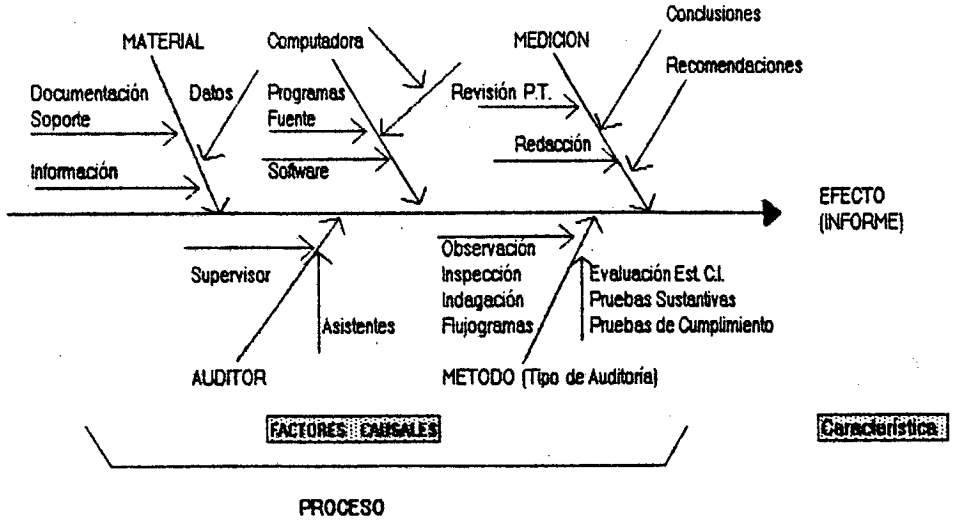 Conclusiones
MATERIAL
Computadora
MEDICION
Recomendaciones
Documentación
Soporte
Datos
Programas
Fuente
Revisión P.T.
Redacción
Información
Software
EFECTO
(INFORME)
Supervisor
Asistentes
Observación
Inspección
Indagación
Flujogramas
Evaluación Est. C.I.
Pruebas Sustantivas
Pruebas de Cumplimiento
AUDITOR
METODO (Tipo de Auditoría)
FACTORES CAUSALES
Característica
PROCESO